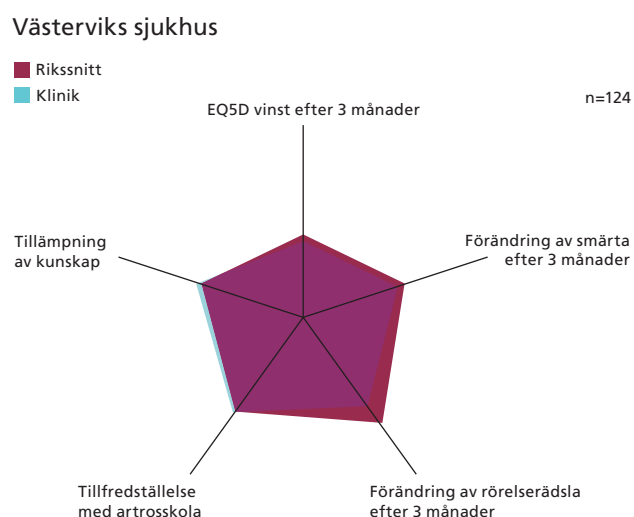 Västerviks sjukhus
Rikssnitt
Klinik
n=124
EQ5D vinst efter 3 månader
Tillämpning
av kunskap
Förändring av smärta
efter 3 månader
Tillfredställelse
med artrosskola
Förändring av rörelserädsla
efter 3 månader